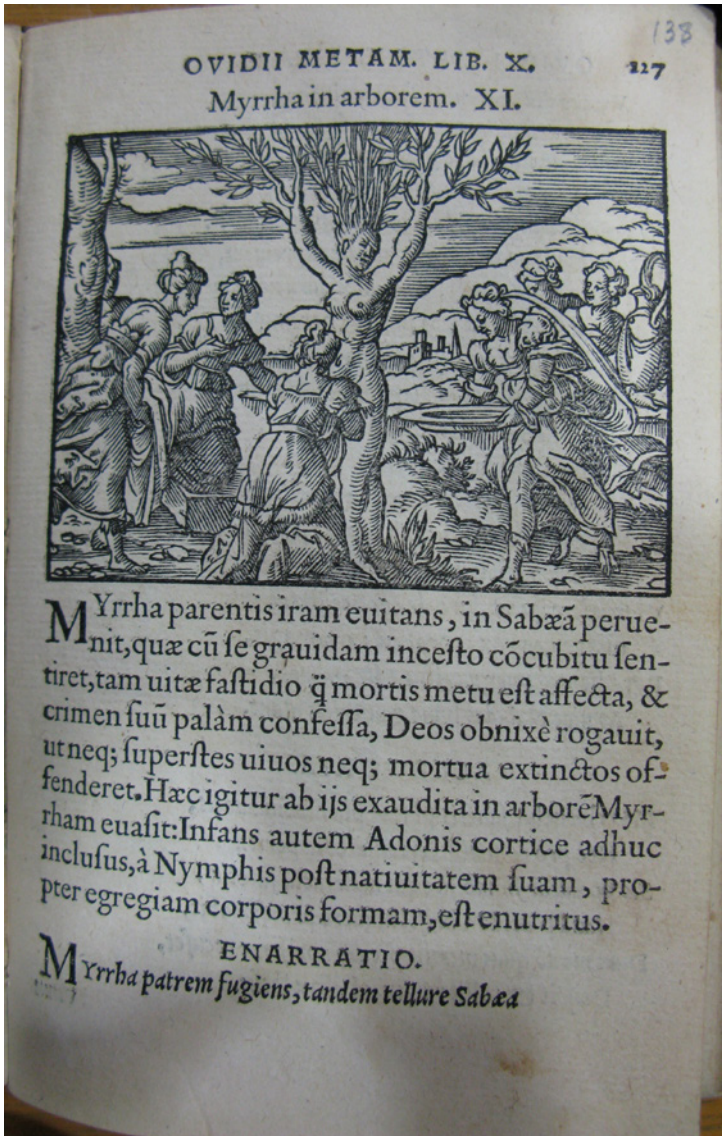 138
OVIDII METAM. LIB. X. 127
Myrrha in arborem. XI.
MYrrha parentis iram euitans, in Sabæã perue-
nit, quæ cũ ſe grauidam inceſto cõcubitu ſen-
tiret, tam uitæ faſtidio q̃ mortis metu eſt affecta, &
crimen ſuũ palàm confeſſa, Deos obnixè rogauit,
ut neq; ſuperſtes uiuos neq; mortua extinctos of-
fenderet. Hæc igitur ab ijs exaudita in arborẽ Myr-
rham euaſit: Infans autem Adonis cortice adhuc
incluſus, à Nymphis poſt natiuitatem ſuam, pro-
pter egregiam corporis formam, eſt enutritus.
ENARRATIO.
MYrrha patrem fugiens, tandem tellure Sabæa